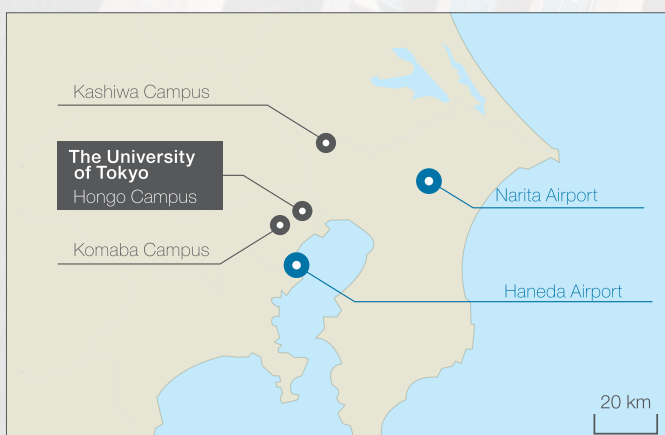 Kashiwa Campus
The University
of Tokyo
Hongo Campus
Narita Airport
Komaba Campus
Haneda Airport
20 km